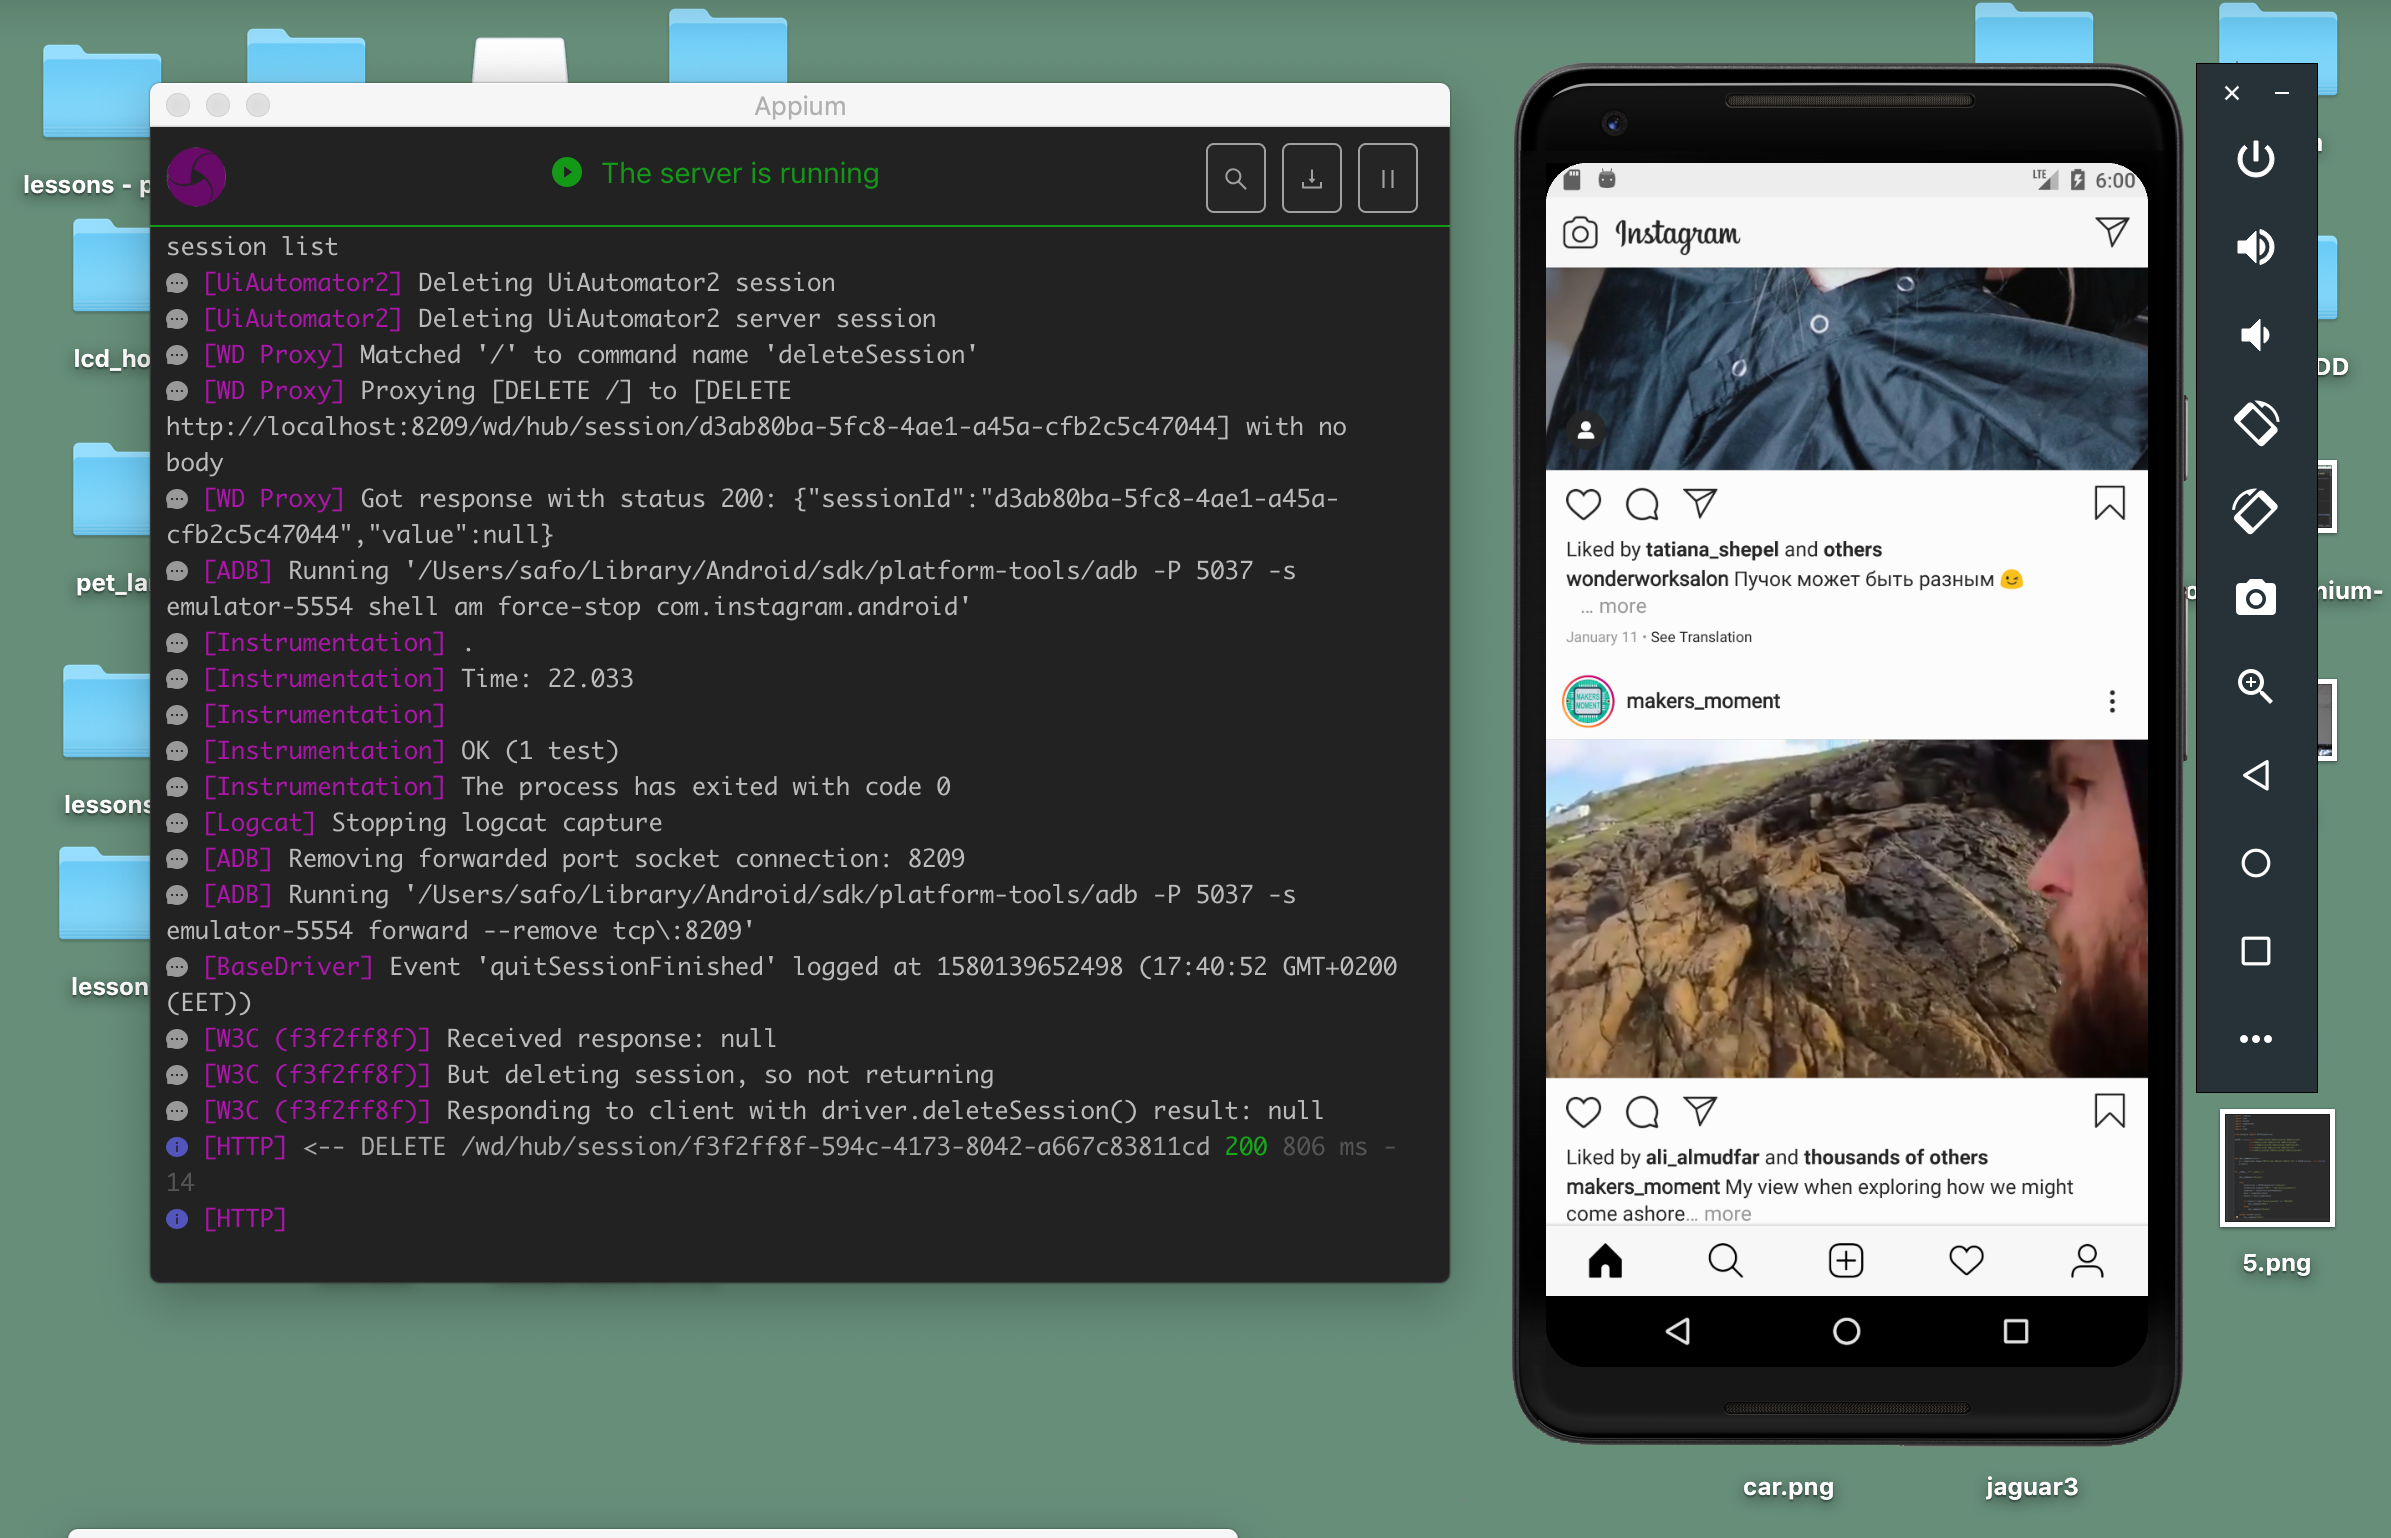 lessons - p
lcd_ho
pet_la
lessons
lesson
Appium
The server is running
session list
[UiAutomator2] Deleting UiAutomator2 session
[UiAutomator2] Deleting UiAutomator2 server session
[WD Proxy] Matched '/' to command name 'deleteSession'
[WD Proxy] Proxying [DELETE /] to [DELETE
http://localhost:8209/wd/hub/session/d3ab80ba-5fc8-4ae1-a45a-cfb2c5c47044] with no
body
[WD Proxy] Got response with status 200: {"sessionId":"d3ab80ba-5fc8-4ae1-a45a-
cfb2c5c47044","value":null}
[ADB] Running '/Users/safo/Library/Android/sdk/platform-tools/adb -P 5037 -s
emulator-5554 shell am force-stop com.instagram.android'
[Instrumentation] .
[Instrumentation] Time: 22.033
[Instrumentation]
[Instrumentation] OK (1 test)
[Instrumentation] The process has exited with code 0
[Logcat] Stopping logcat capture
[ADB] Removing forwarded port socket connection: 8209
[ADB] Running '/Users/safo/Library/Android/sdk/platform-tools/adb -P 5037 -s
emulator-5554 forward --remove tcp\:8209'
[BaseDriver] Event 'quitSessionFinished' logged at 1580139652498 (17:40:52 GMT+0200
(EET))
[W3C (f3f2ff8f)] Received response: null
[W3C (f3f2ff8f)] But deleting session, so not returning
[W3C (f3f2ff8f)] Responding to client with driver.deleteSession() result: null
[HTTP] <-- DELETE /wd/hub/session/f3f2ff8f-594c-4173-8042-a667c83811cd 200 806 ms -
14
[HTTP]
LTE 6:00
Instagram
Liked by tatiana_shepel and others
wonderworksalon Пучок может быть разным 😉
... more
January 11 • See Translation
MAKERS
MOMENT
makers_moment
Liked by ali_almudfar and thousands of others
makers_moment My view when exploring how we might
come ashore... more
DD
nium-
5.png
car.png
jaguar3